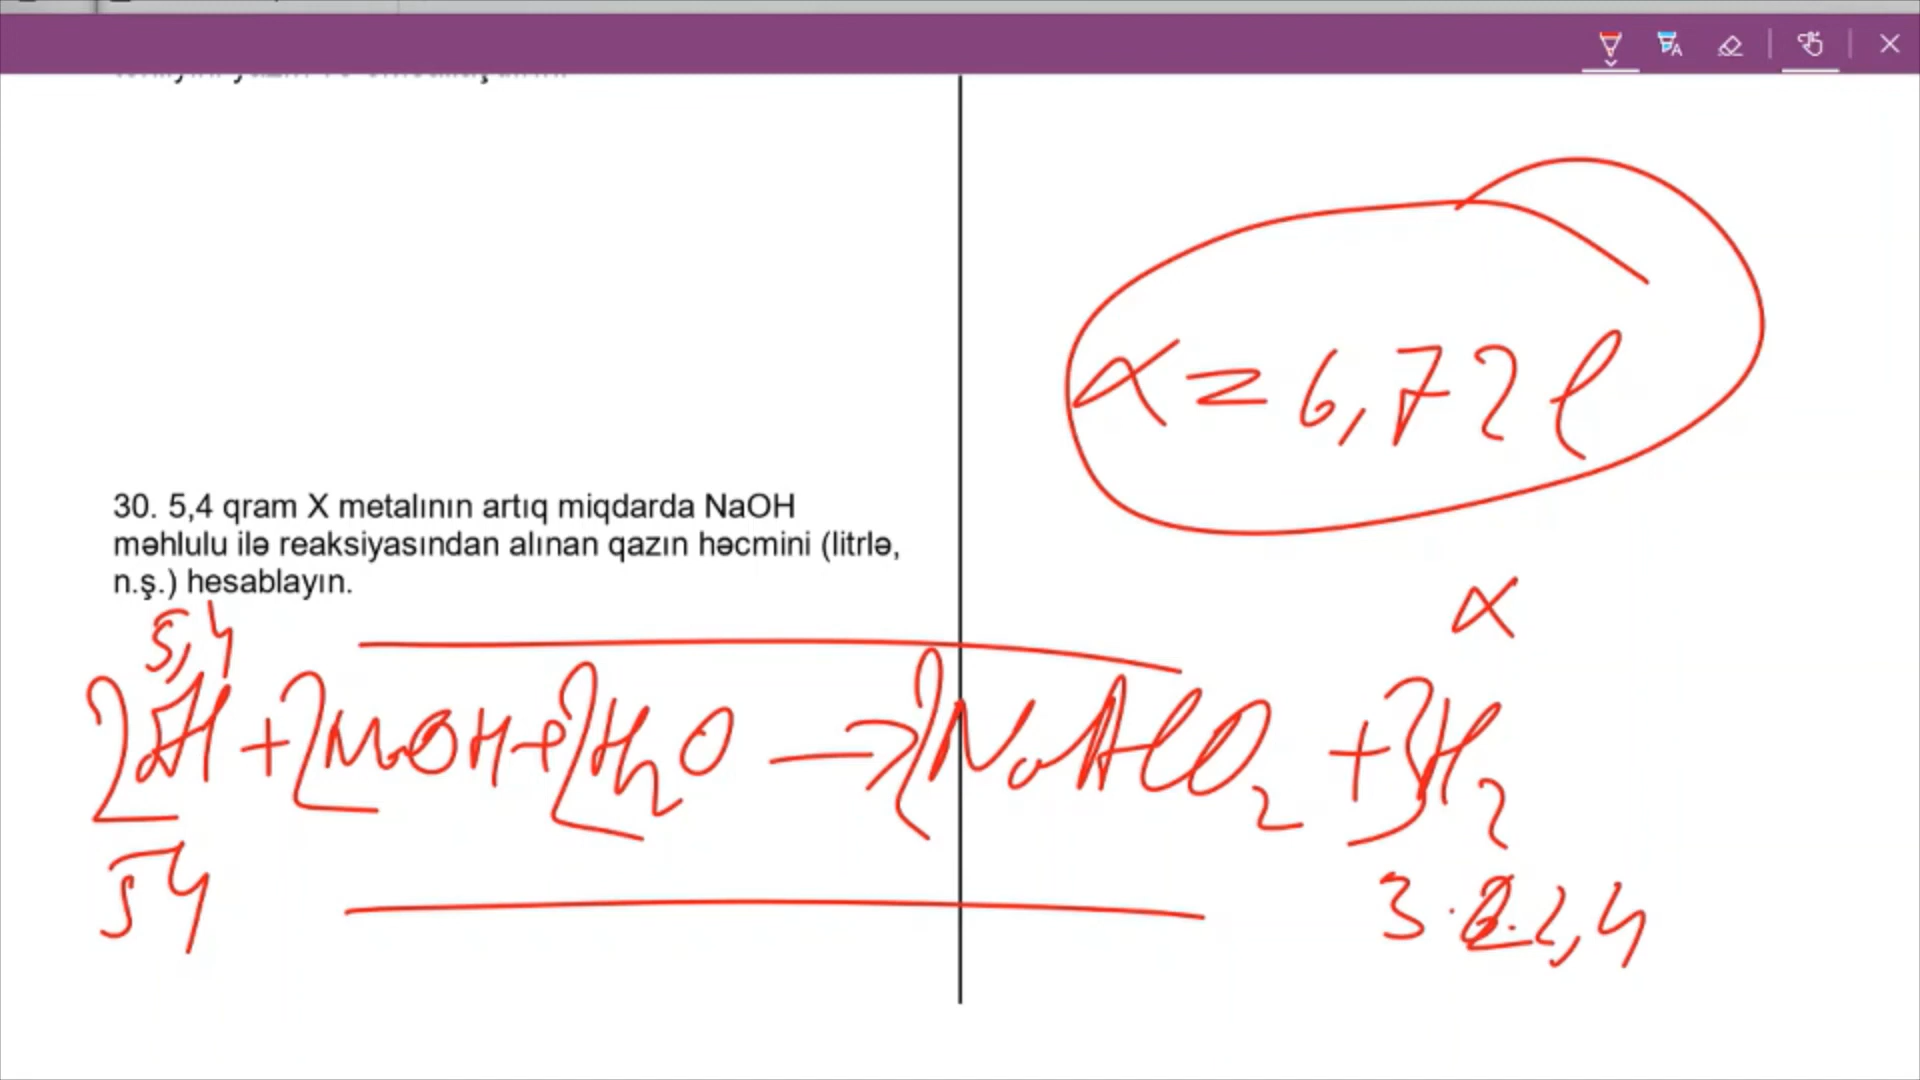 x = 6,72 l
30. 5,4 qram X metalının artıq miqdarda NaOH
məhlulu ilə reaksiyasından alınan qazın həcmini (litrlə,
n.ş.) hesablayın.
5,4 x
2Al + 2NaOH + 2H2O → 2NaAlO2 + 3H2
54 3 · 22,4